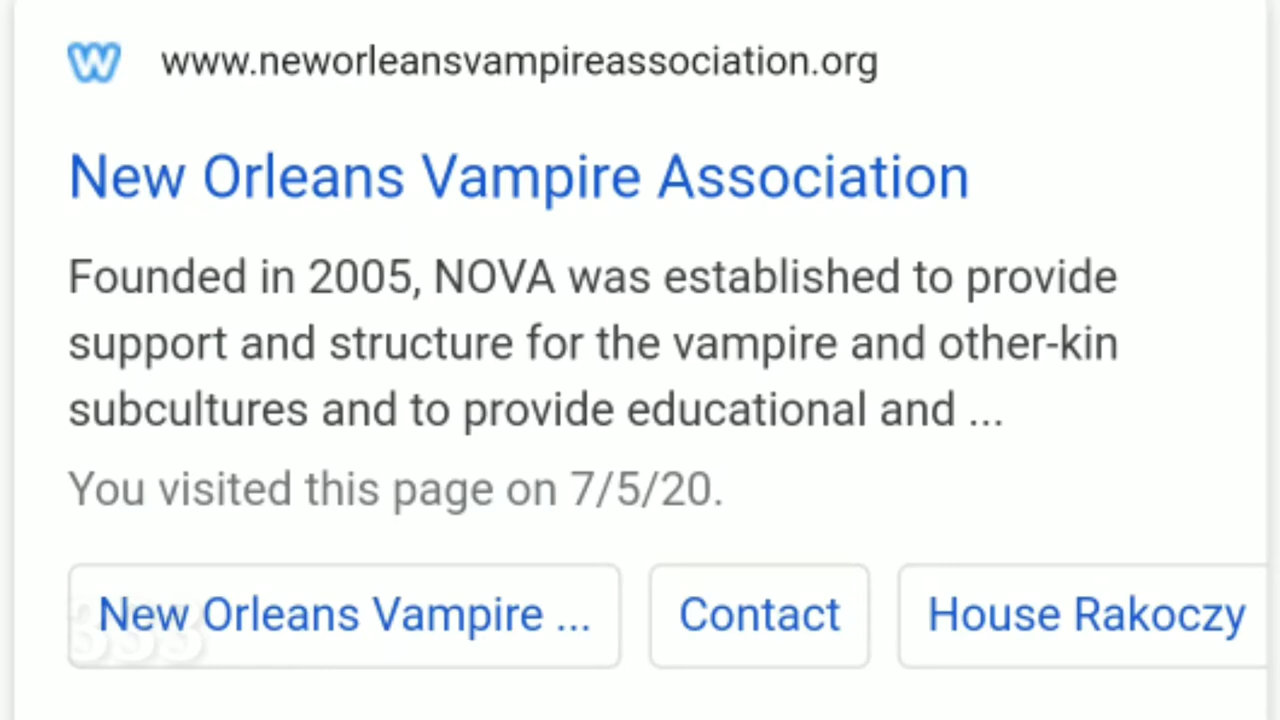 www.neworleansvampireassociation.org
New Orleans Vampire Association
Founded in 2005, NOVA was established to provide
support and structure for the vampire and other-kin
subcultures and to provide educational and ...
You visited this page on 7/5/20.
New Orleans Vampire ... Contact House Rakoczy
333